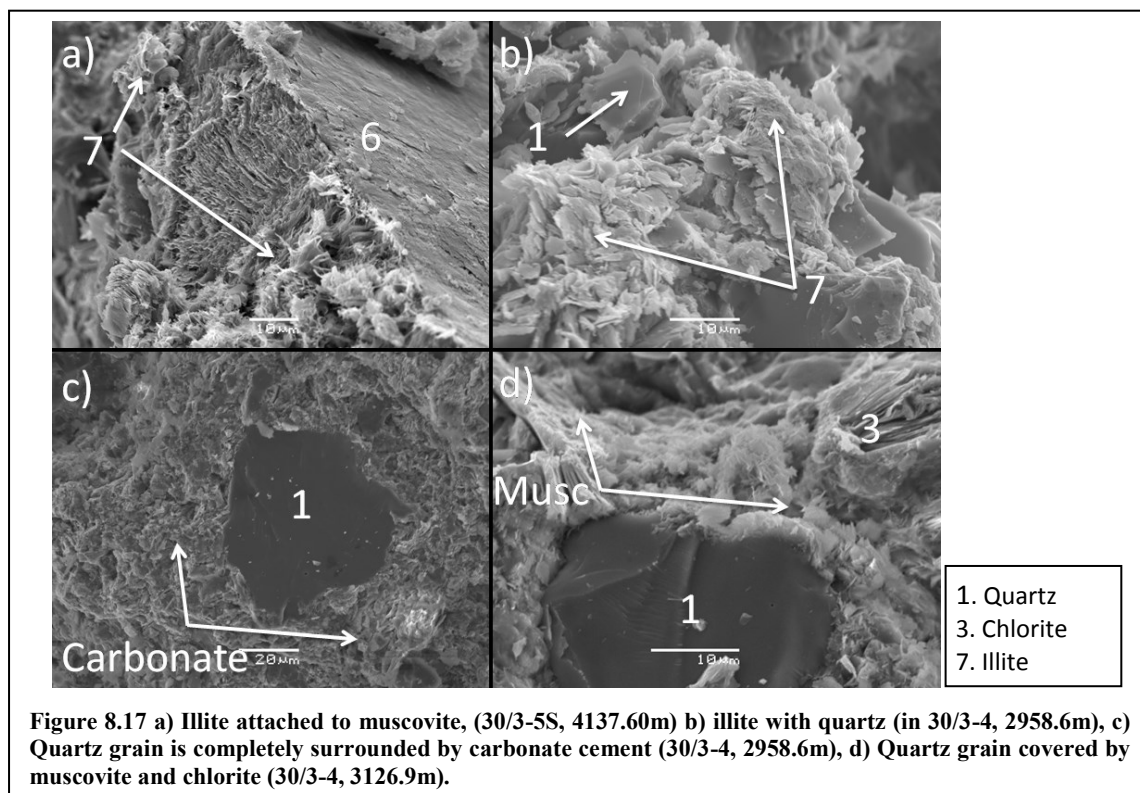 a)
b)
6
7
1
7
10μm
10μm
c)
d)
1
3
Musc
1
Carbonate
20μm
10μm
1. Quartz
3. Chlorite
7. Illite
Figure 8.17 a) Illite attached to muscovite, (30/3-5S, 4137.60m) b) illite with quartz (in 30/3-4, 2958.6m), c)
Quartz grain is completely surrounded by carbonate cement (30/3-4, 2958.6m), d) Quartz grain covered by
muscovite and chlorite (30/3-4, 3126.9m).